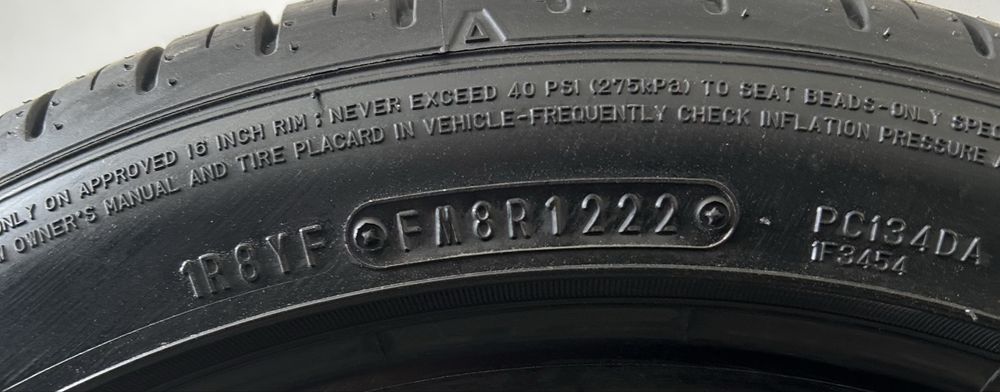 ONLY ON APPROVED 16 INCH RIM ; NEVER EXCEED 40 PSI (275kPa) TO SEAT BEADS-ONLY
OWNER'S MANUAL AND TIRE PLACARD IN VEHICLE-FREQUENTLY CHECK INFLATION PRESSURE
1R8YF FM8R1222 PC134DA
1F3454